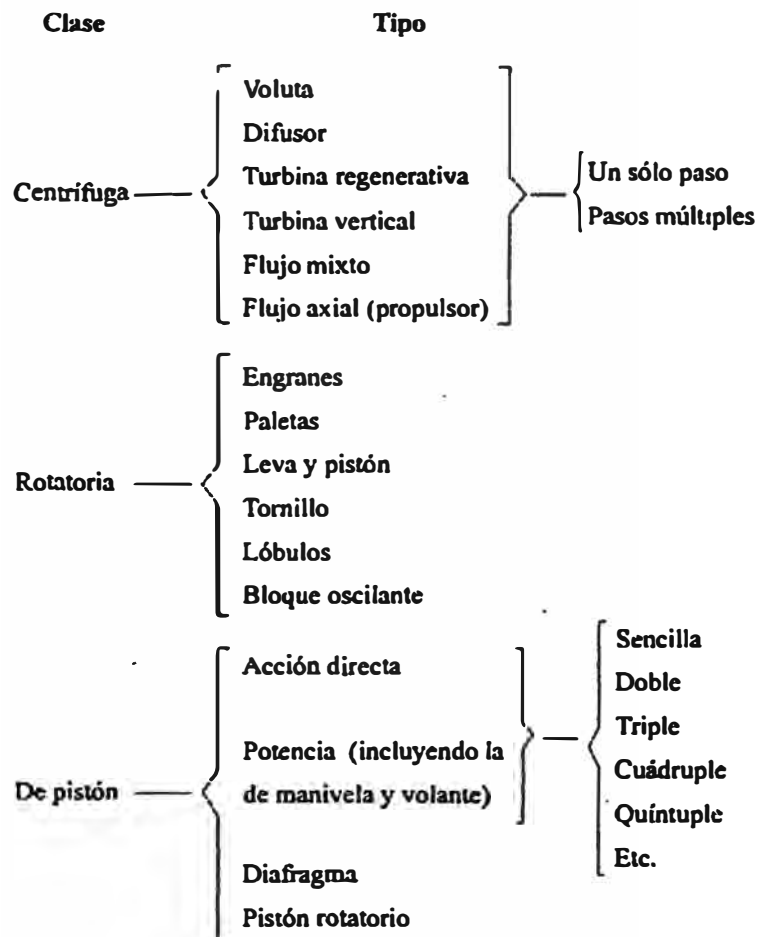 Clase Tipo
Voluta
Difusor
Centrífuga Turbina regenerativa Un sólo paso
Turbina vertical Pasos múltiples
Flujo mixto
Flujo axial (propulsor)
Engranes
Paletas
Leva y pistón
Rotatoria Tornillo
Lóbulos
Bloque oscilante
Sencilla
Acción directa
Doble
Triple
Potencia (incluyendo la
Cuádruple
De pistón de manivela y volante)
Quíntuple
Etc.
Diafragma
Pistón rotatorio